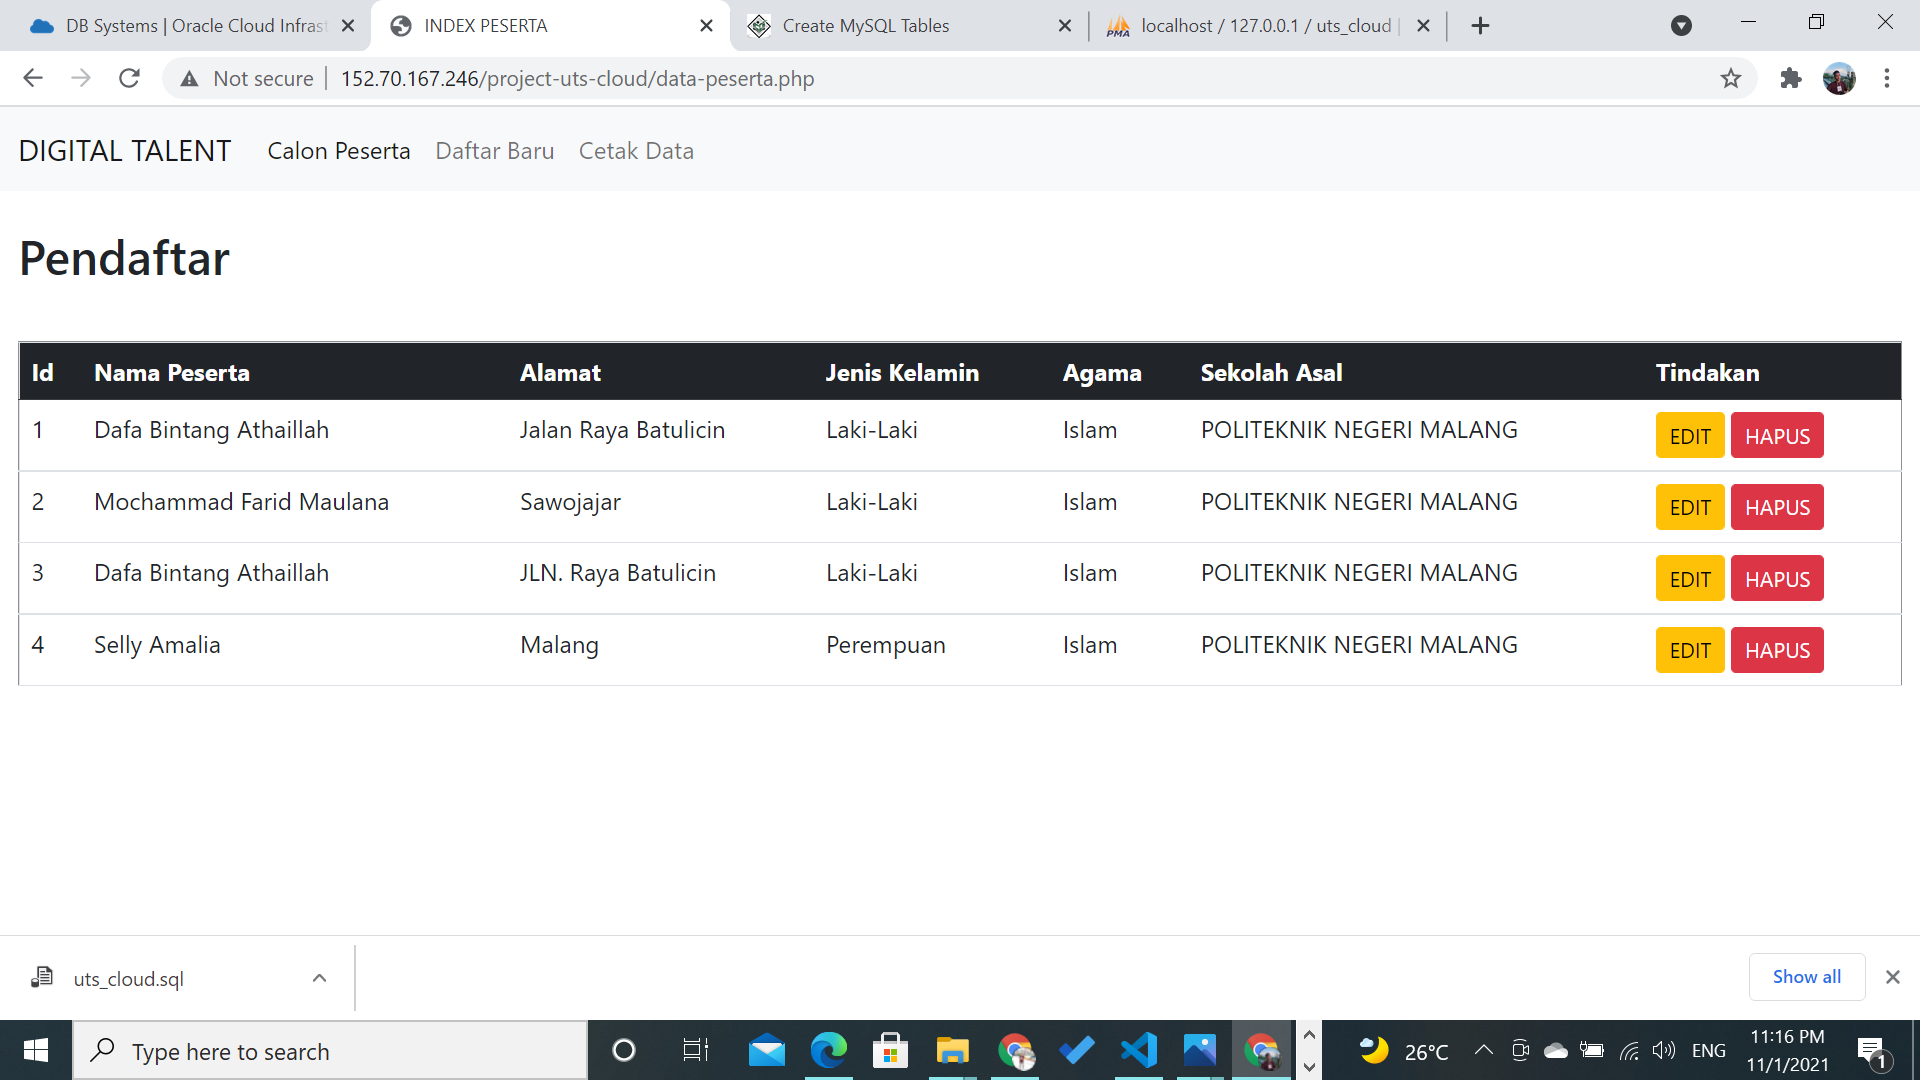 DB Systems | Oracle Cloud Infrast
INDEX PESERTA
Create MySQL Tables
PMA
localhost / 127.0.0.1 / uts_cloud |
Not secure
152.70.167.246/project-uts-cloud/data-peserta.php
DIGITAL TALENT Calon Peserta Daftar Baru Cetak Data
Pendaftar
Id Nama Peserta Alamat Jenis Kelamin Agama Sekolah Asal Tindakan
1 Dafa Bintang Athaillah Jalan Raya Batulicin Laki-Laki Islam POLITEKNIK NEGERI MALANG EDIT HAPUS
2 Mochammad Farid Maulana Sawojajar Laki-Laki Islam POLITEKNIK NEGERI MALANG EDIT HAPUS
3 Dafa Bintang Athaillah JLN. Raya Batulicin Laki-Laki Islam POLITEKNIK NEGERI MALANG EDIT HAPUS
4 Selly Amalia Malang Perempuan Islam POLITEKNIK NEGERI MALANG EDIT HAPUS
uts_cloud.sql
Show all
Type here to search
26°C
ENG
11:16 PM
11/1/2021
1